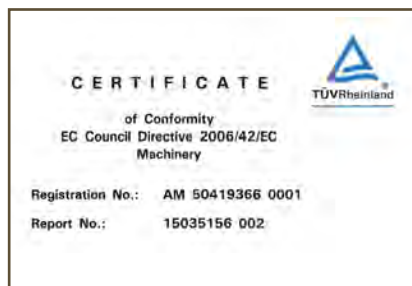 CERTIFICATE
TÜVRheinland®
of Conformity
EC Council Directive 2006/42/EC
Machinery
Registration No.: AM 50419366 0001
Report No.: 15035156 002